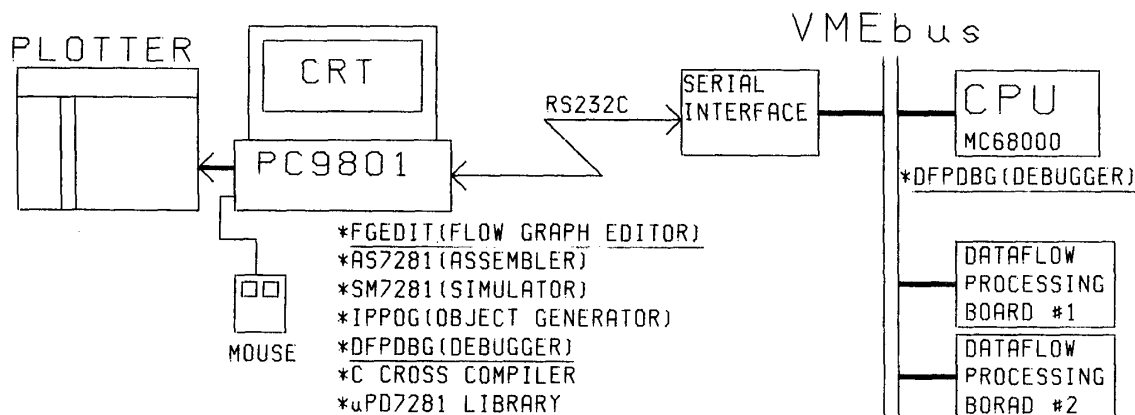 VMEbus
PLOTTER
CRT
PC9801
RS232C
SERIAL
INTERFACE
CPU
MC68000
*DFPDBG(DEBUGGER)
*FGEDIT(FLOW GRAPH EDITOR)
*AS7281(ASSEMBLER)
*SM7281(SIMULATOR)
*IPPOG(OBJECT GENERATOR)
*DFPDBG(DEBUGGER)
*C CROSS COMPILER
*uPD7281 LIBRARY
MOUSE
DATAFLOW
PROCESSING
BOARD #1
DATAFLOW
PROCESSING
BORAD #2